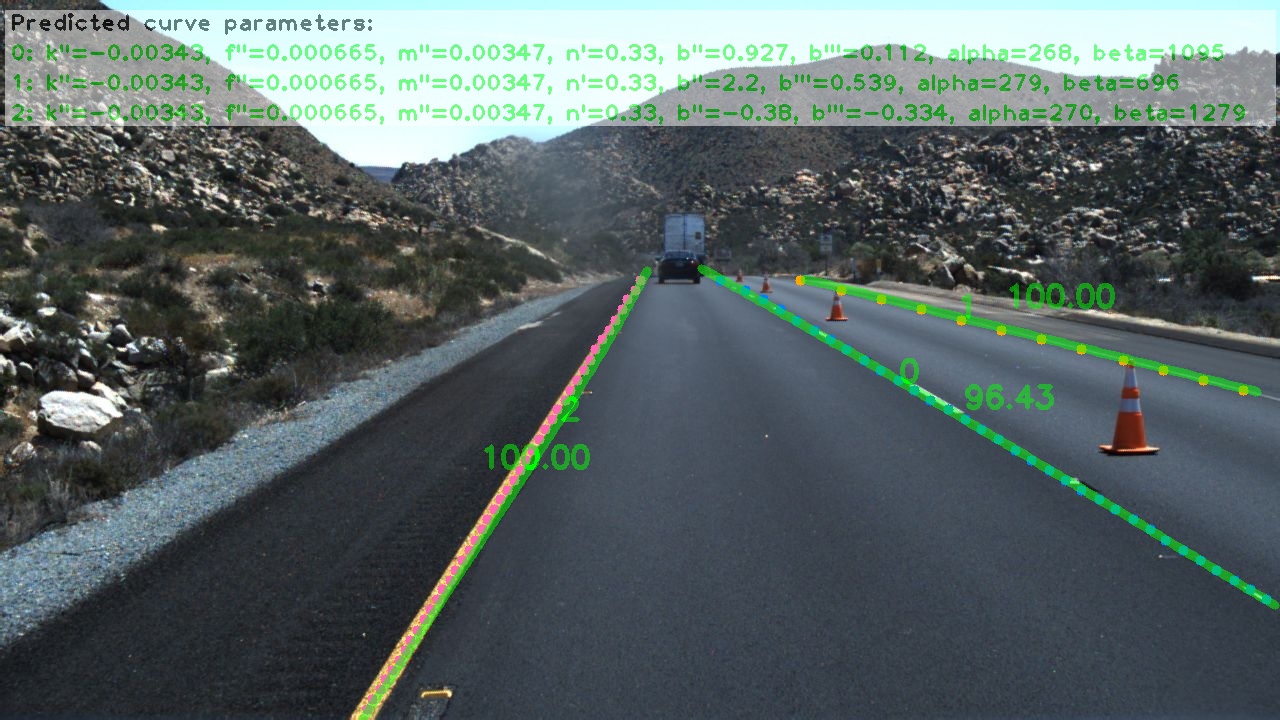 Predicted curve parameters:
0: k''=-0.00343, f''=0.000665, m''=0.00347, n'=0.33, b''=0.927, b'''=0.112, alpha=268, beta=1095
1: k''=-0.00343, f''=0.000665, m''=0.00347, n'=0.33, b''=2.2, b'''=0.539, alpha=279, beta=696
2: k''=-0.00343, f''=0.000665, m''=0.00347, n'=0.33, b''=-0.38, b'''=-0.334, alpha=270, beta=1279
1 100.00
0 96.43
2
100.00